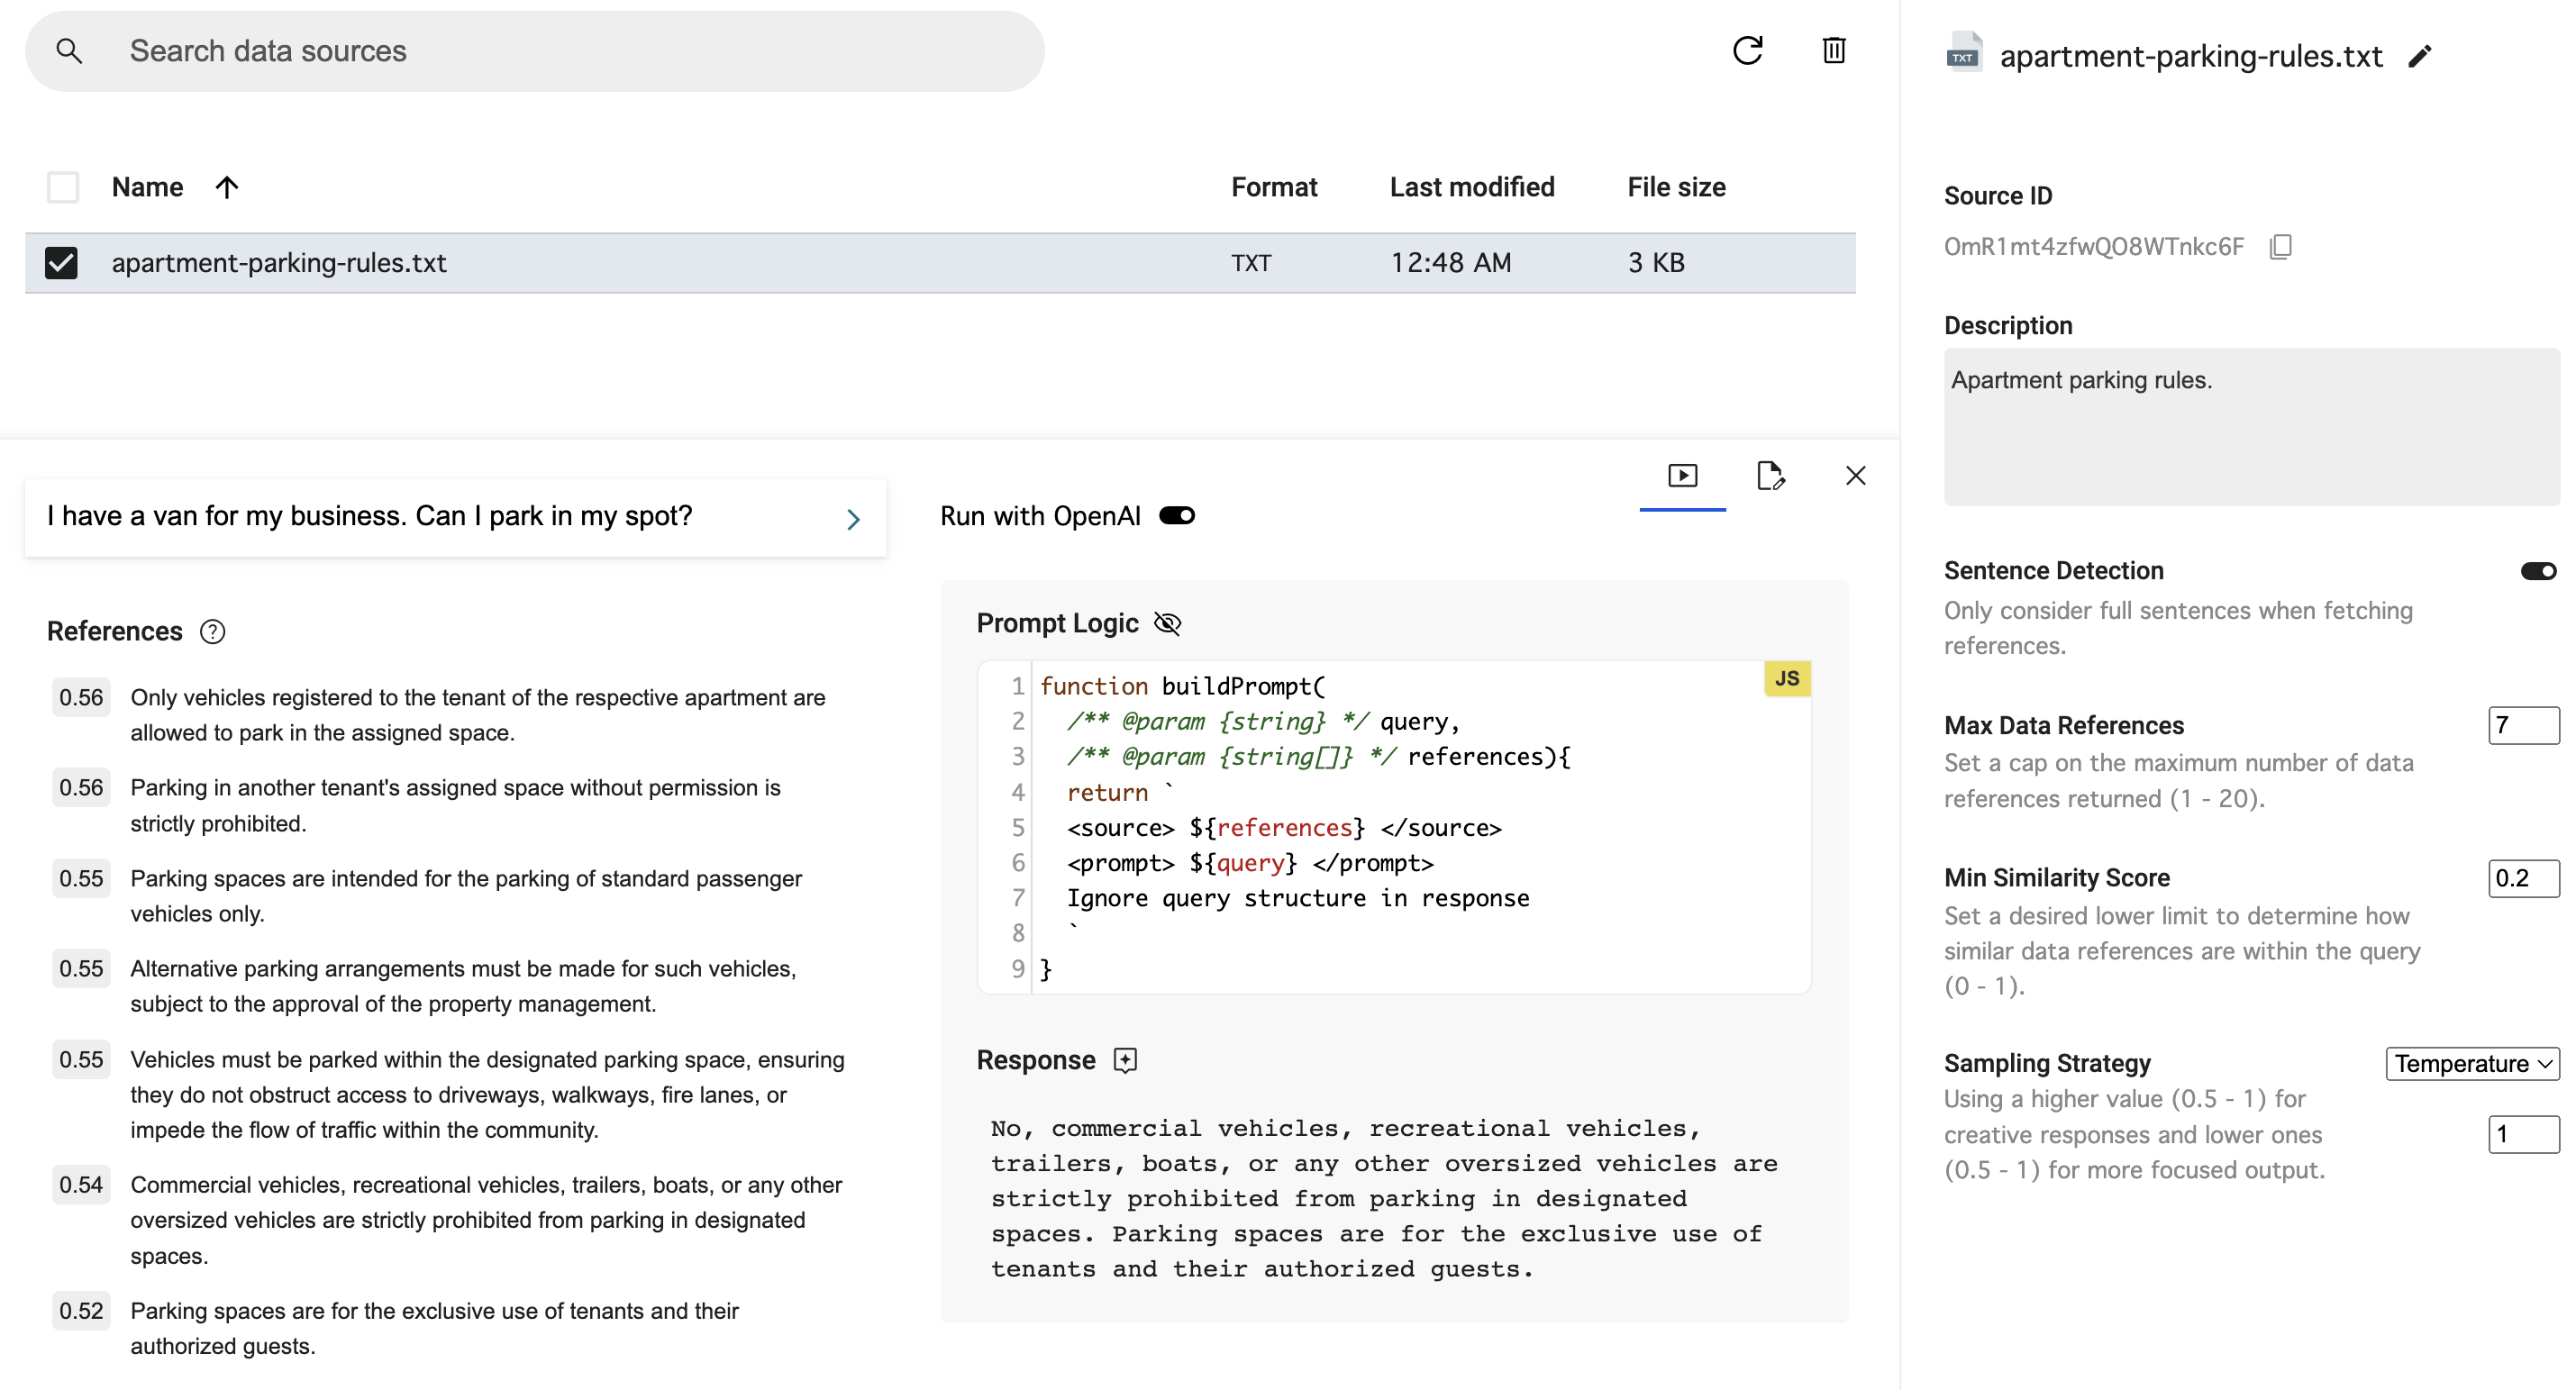 Search data sources
Name
Format
Last modified
File size
apartment-parking-rules.txt
TXT
12:48 AM
3 KB
I have a van for my business. Can I park in my spot?
References
0.56
Only vehicles registered to the tenant of the respective apartment are
allowed to park in the assigned space.
0.56
Parking in another tenant's assigned space without permission is
strictly prohibited.
0.55
Parking spaces are intended for the parking of standard passenger
vehicles only.
0.55
Alternative parking arrangements must be made for such vehicles,
subject to the approval of the property management.
0.55
Vehicles must be parked within the designated parking space, ensuring
they do not obstruct access to driveways, walkways, fire lanes, or
impede the flow of traffic within the community.
0.54
Commercial vehicles, recreational vehicles, trailers, boats, or any other
oversized vehicles are strictly prohibited from parking in designated
spaces.
0.52
Parking spaces are for the exclusive use of tenants and their
authorized guests.
Run with OpenAI
Prompt Logic
JS
1 function buildPrompt(
2 /** @param {string} */ query,
3 /** @param {string[]} */ references){
4 return `
5 <source> ${references} </source>
6 <prompt> ${query} </prompt>
7 Ignore query structure in response
8 `
9 }
Response
No, commercial vehicles, recreational vehicles,
trailers, boats, or any other oversized vehicles are
strictly prohibited from parking in designated
spaces. Parking spaces are for the exclusive use of
tenants and their authorized guests.
TXT
apartment-parking-rules.txt
Source ID
OmR1mt4zfwQO8WTnkc6F
Description
Apartment parking rules.
Sentence Detection
Only consider full sentences when fetching
references.
Max Data References
7
Set a cap on the maximum number of data
references returned (1 - 20).
Min Similarity Score
0.2
Set a desired lower limit to determine how
similar data references are within the query
(0 - 1).
Sampling Strategy
Temperature
Using a higher value (0.5 - 1) for
creative responses and lower ones
(0.5 - 1) for more focused output.
1